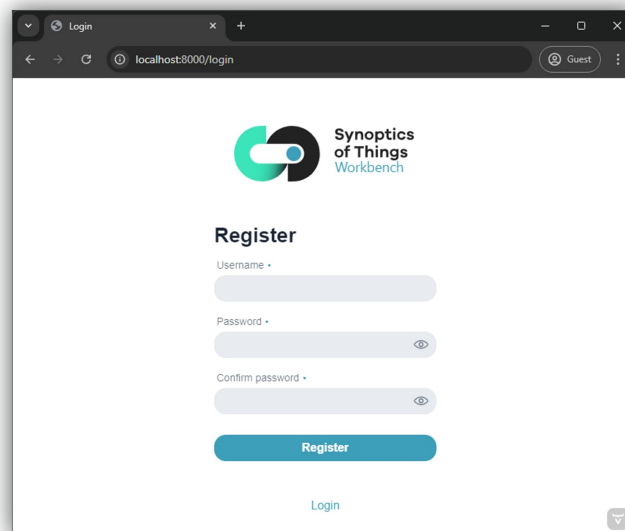 Login
localhost:8000/login
Guest
Synoptics
of Things
Workbench
Register
Username •
Password •
Confirm password •
Register
Login